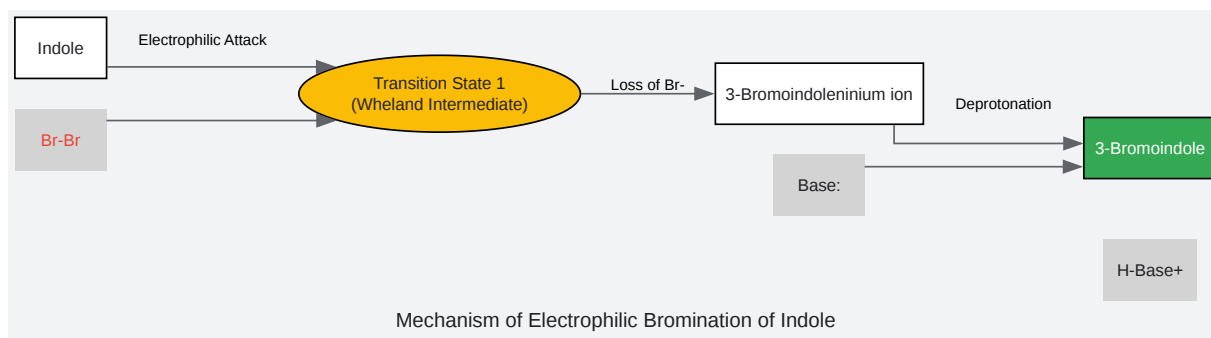 Indole
Electrophilic Attack
Br-Br
Transition State 1
(Wheland Intermediate)
Loss of Br-
3-Bromoindoleninium ion
Deprotonation
Base:
3-Bromoindole
H-Base+
Mechanism of Electrophilic Bromination of Indole